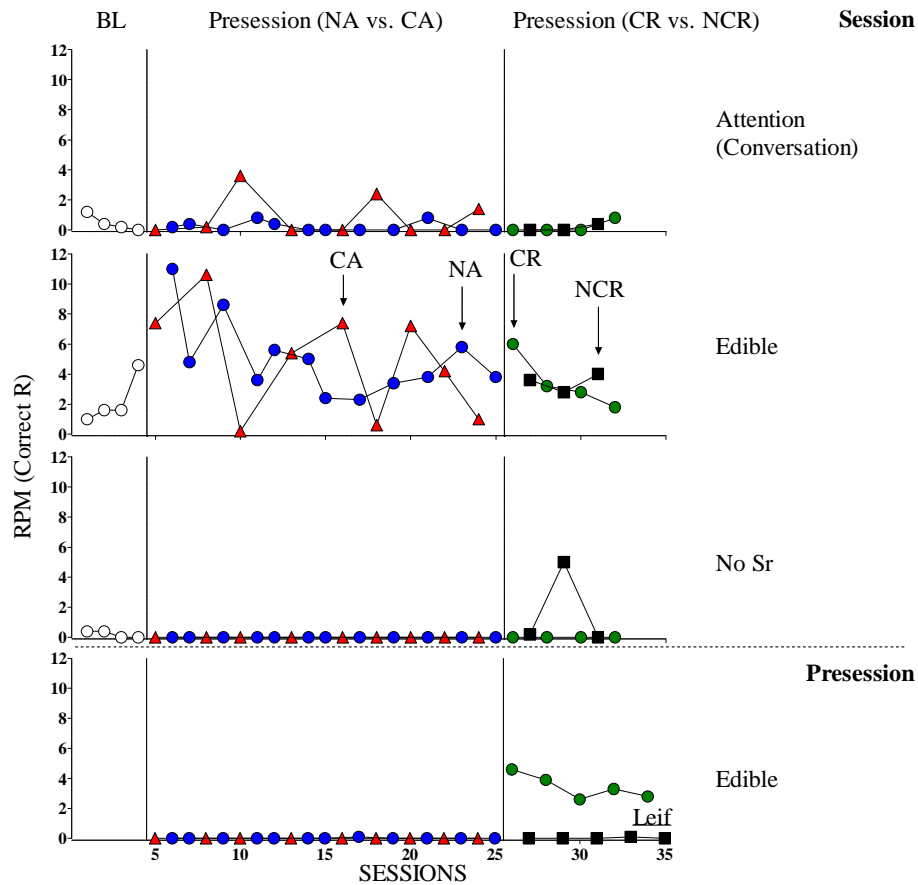 BL Presession (NA vs. CA) Presession (CR vs. NCR) Session
12
10
8
6
4
2
0
Attention
(Conversation)
12
10
8
6
4
2
0
CA
NA
CR
NCR
Edible
RPM (Correct R)
12
10
8
6
4
2
0
No Sr
Presession
12
10
8
6
4
2
0
Edible
Leif
5 10 15 20 25 30 35
SESSIONS